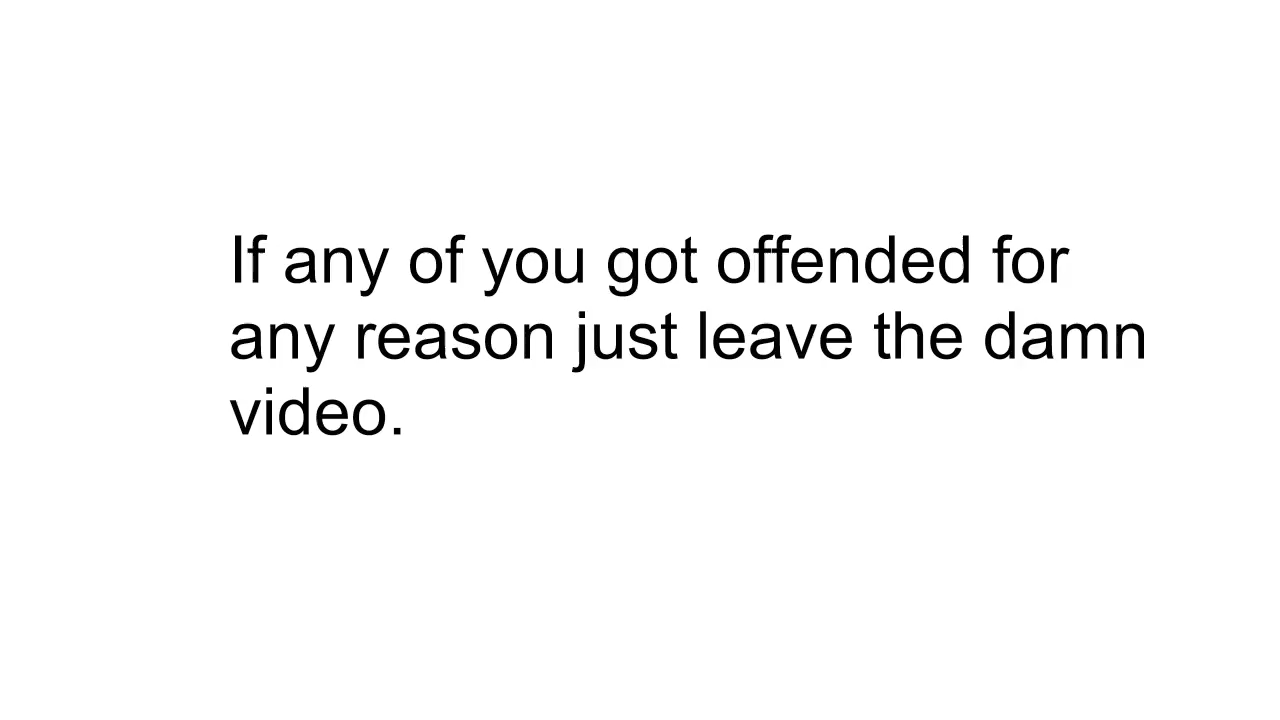 If any of you got offended for
any reason just leave the damn
video.